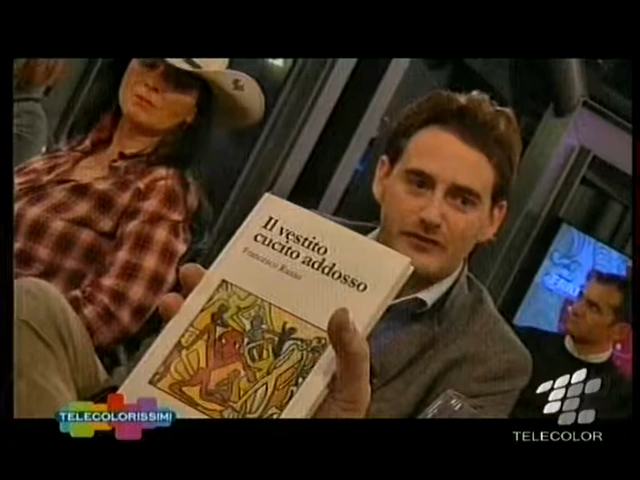 Il vestito
cucito addosso
Francesco Russo
TELECOLORISSIMI
TELECOLOR